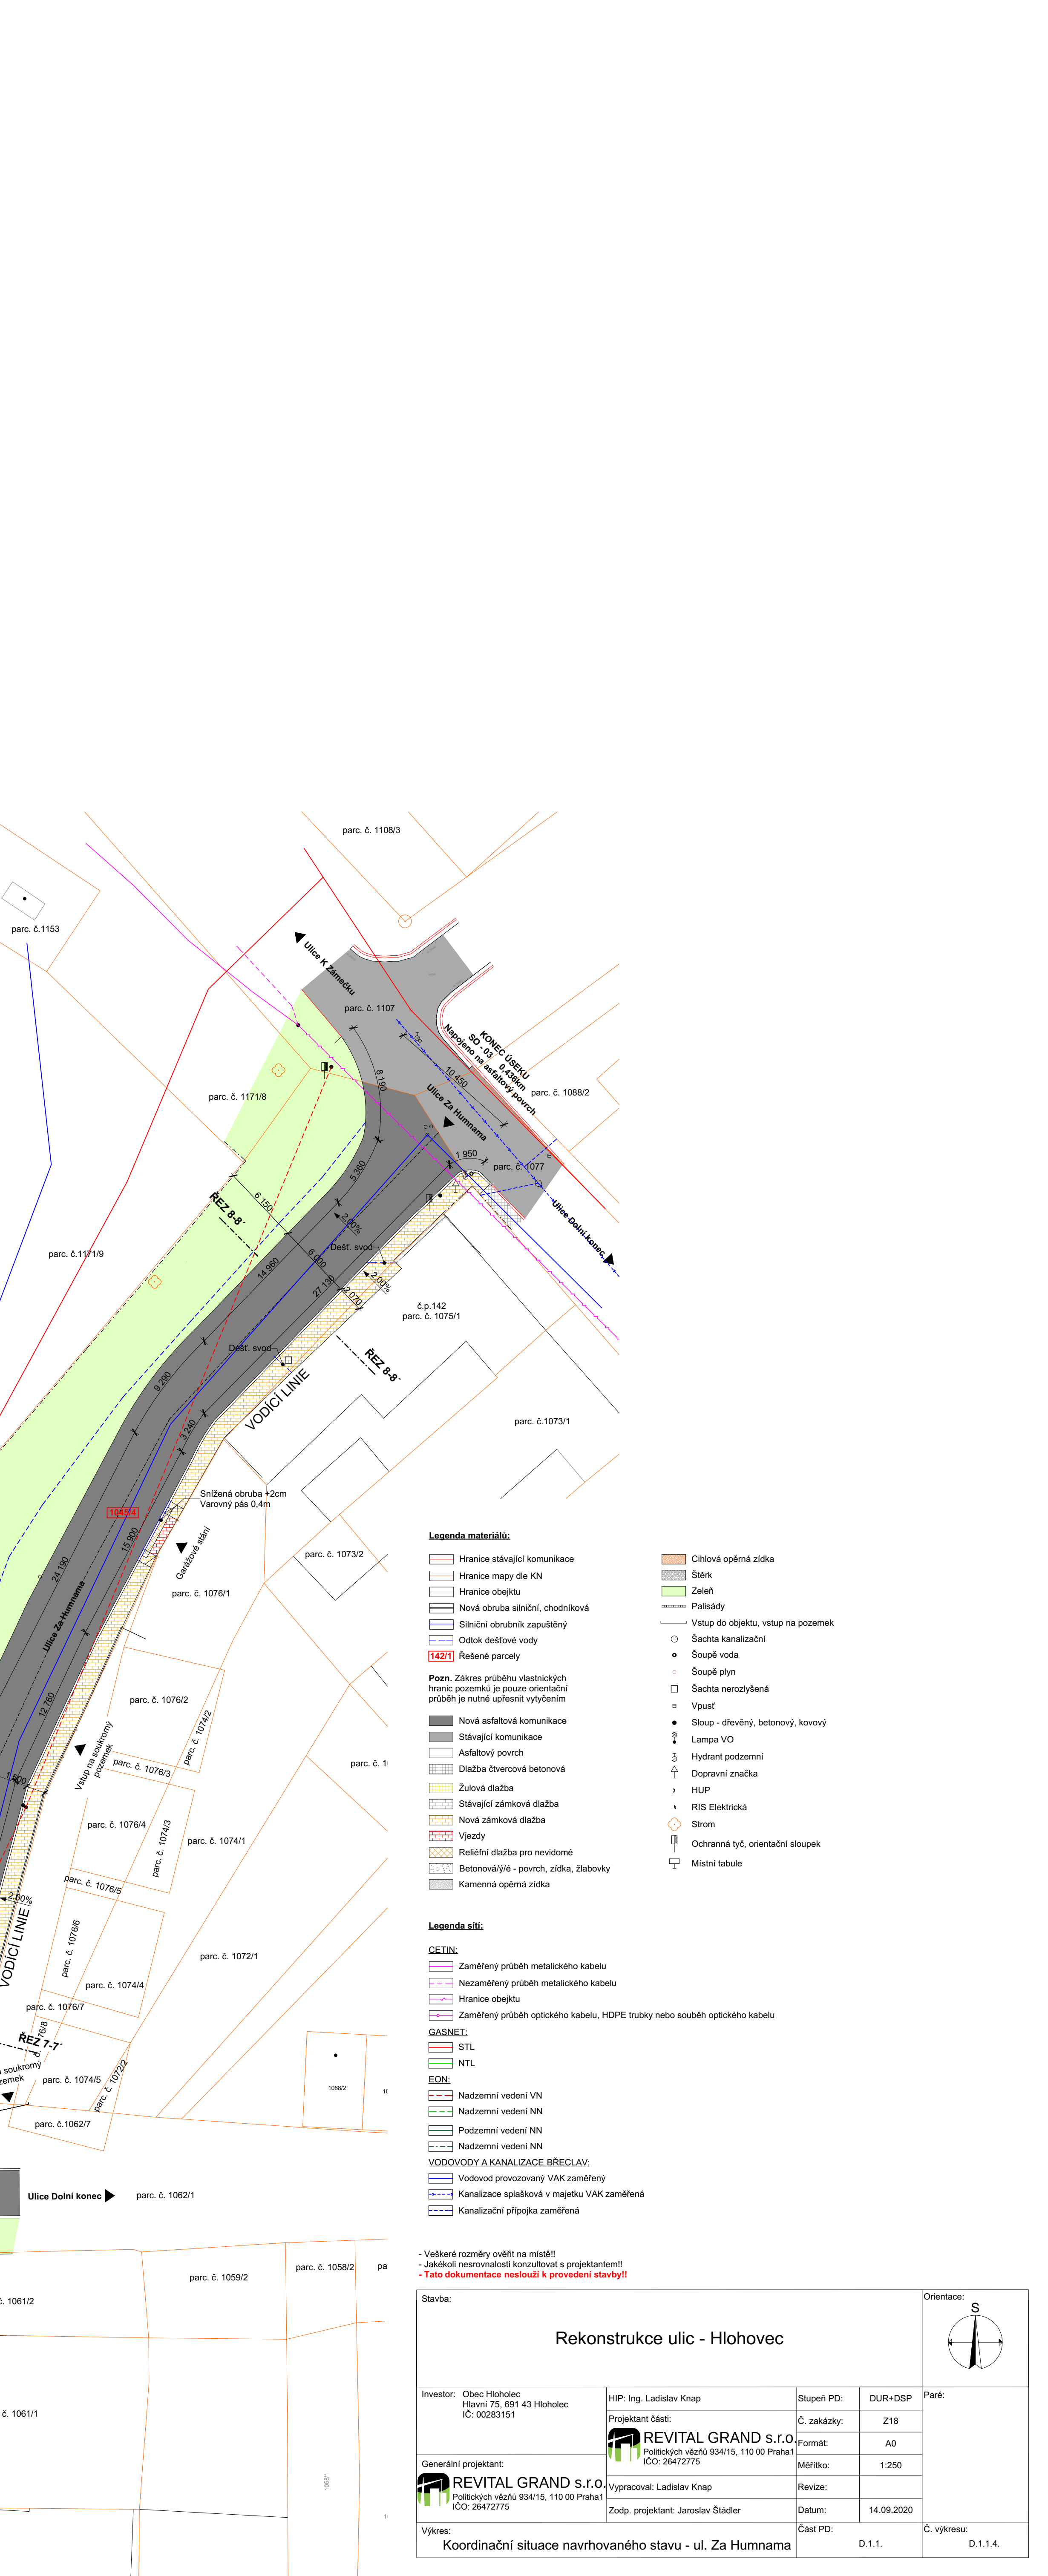 parc. č. 1108/3
parc. č.1153
Ulice K Zámečku
parc. č. 1107
KONEC ÚSEKU
SO - 03 0,436km
Napojeno na asfaltový povrch
10 450
8 190
parc. č. 1088/2
parc. č. 1171/8
Ulice Za Humnama
1 950
parc. č. 1077
5 360
6 150
ŘEZ 8-8´
2.00%
Ulice Dolní konec
Dešť. svod
parc. č.1171/9
6 000
14 960
27 130
2.00%
2 070
č.p.142
parc. č. 1075/1
Dešť. svod
ŘEZ 8-8´
9 290
VODÍCÍ LINIE
3 240
parc. č.1073/1
Snížená obruba +2cm
Varovný pás 0,4m
1045/4
15 900
Garážové stání
parc. č. 1073/2
24 190
parc. č. 1076/1
Ulice Za Humnama
parc. č. 1076/2
12 760
parc. č. 1074/2
Vstup na soukromý
pozemek
parc. č. 1076/3
parc. č. 1
1 500
parc. č. 1076/4
parc. č. 1074/3
parc. č. 1074/1
parc. č. 1076/5
2.00%
VODÍCÍ LINIE
parc. č. 1076/6
parc. č. 1072/1
parc. č. 1074/4
parc. č. 1076/7
č. 1076/8
ŘEZ 7-7´
soukromý
zemek
parc. č. 1074/5
parc. č. 1072/2
1068/2
parc. č.1062/7
Ulice Dolní konec
parc. č. 1062/1
parc. č. 1058/2
pa
parc. č. 1059/2
č. 1061/2
č. 1061/1
1058/1
Legenda materiálů:
Hranice stávající komunikace
Hranice mapy dle KN
Hranice obejktu
Nová obruba silniční, chodníková
Silniční obrubník zapuštěný
Odtok dešťové vody
142/1 Řešené parcely
Pozn. Zákres průběhu vlastnických
hranic pozemků je pouze orientační
průběh je nutné upřesnit vytyčením
Nová asfaltová komunikace
Stávající komunikace
Asfaltový povrch
Dlažba čtvercová betonová
Žulová dlažba
Stávající zámková dlažba
Nová zámková dlažba
Vjezdy
Reliéfní dlažba pro nevidomé
Betonová/ý/é - povrch, zídka, žlabovky
Kamenná opěrná zídka
Cihlová opěrná zídka
Štěrk
Zeleň
Palisády
Vstup do objektu, vstup na pozemek
Šachta kanalizační
Šoupě voda
Šoupě plyn
Šachta nerozlyšená
Vpusť
Sloup - dřevěný, betonový, kovový
Lampa VO
Hydrant podzemní
Dopravní značka
HUP
RIS Elektrická
Strom
Ochranná tyč, orientační sloupek
Místní tabule
Legenda sítí:
CETIN:
Zaměřený průběh metalického kabelu
Nezaměřený průběh metalického kabelu
Hranice obejktu
Zaměřený průběh optického kabelu, HDPE trubky nebo souběh optického kabelu
GASNET:
STL
NTL
EON:
Nadzemní vedení VN
Nadzemní vedení NN
Podzemní vedení NN
Nadzemní vedení NN
VODOVODY A KANALIZACE BŘECLAV:
Vodovod provozovaný VAK zaměřený
Kanalizace splašková v majetku VAK zaměřená
Kanalizační přípojka zaměřená
- Veškeré rozměry ověřit na místě!!
- Jakékoli nesrovnalosti konzultovat s projektantem!!
- Tato dokumentace neslouží k provedení stavby!!
Stavba:
Rekonstrukce ulic - Hlohovec
Orientace:
S
Investor: Obec Hloholec
Hlavní 75, 691 43 Hloholec
IČ: 00283151
HIP: Ing. Ladislav Knap
Stupeň PD: DUR+DSP
Paré:
Projektant části:
REVITAL GRAND s.r.o.
Politických vězňů 934/15, 110 00 Praha1
IČO: 26472775
Č. zakázky: Z18
Formát: A0
Měřítko: 1:250
Generální projektant:
REVITAL GRAND s.r.o.
Politických vězňů 934/15, 110 00 Praha1
IČO: 26472775
Vypracoval: Ladislav Knap
Revize:
Zodp. projektant: Jaroslav Štádler
Datum: 14.09.2020
Výkres:
Koordinační situace navrhovaného stavu - ul. Za Humnama
Část PD:
D.1.1.
Č. výkresu:
D.1.1.4.